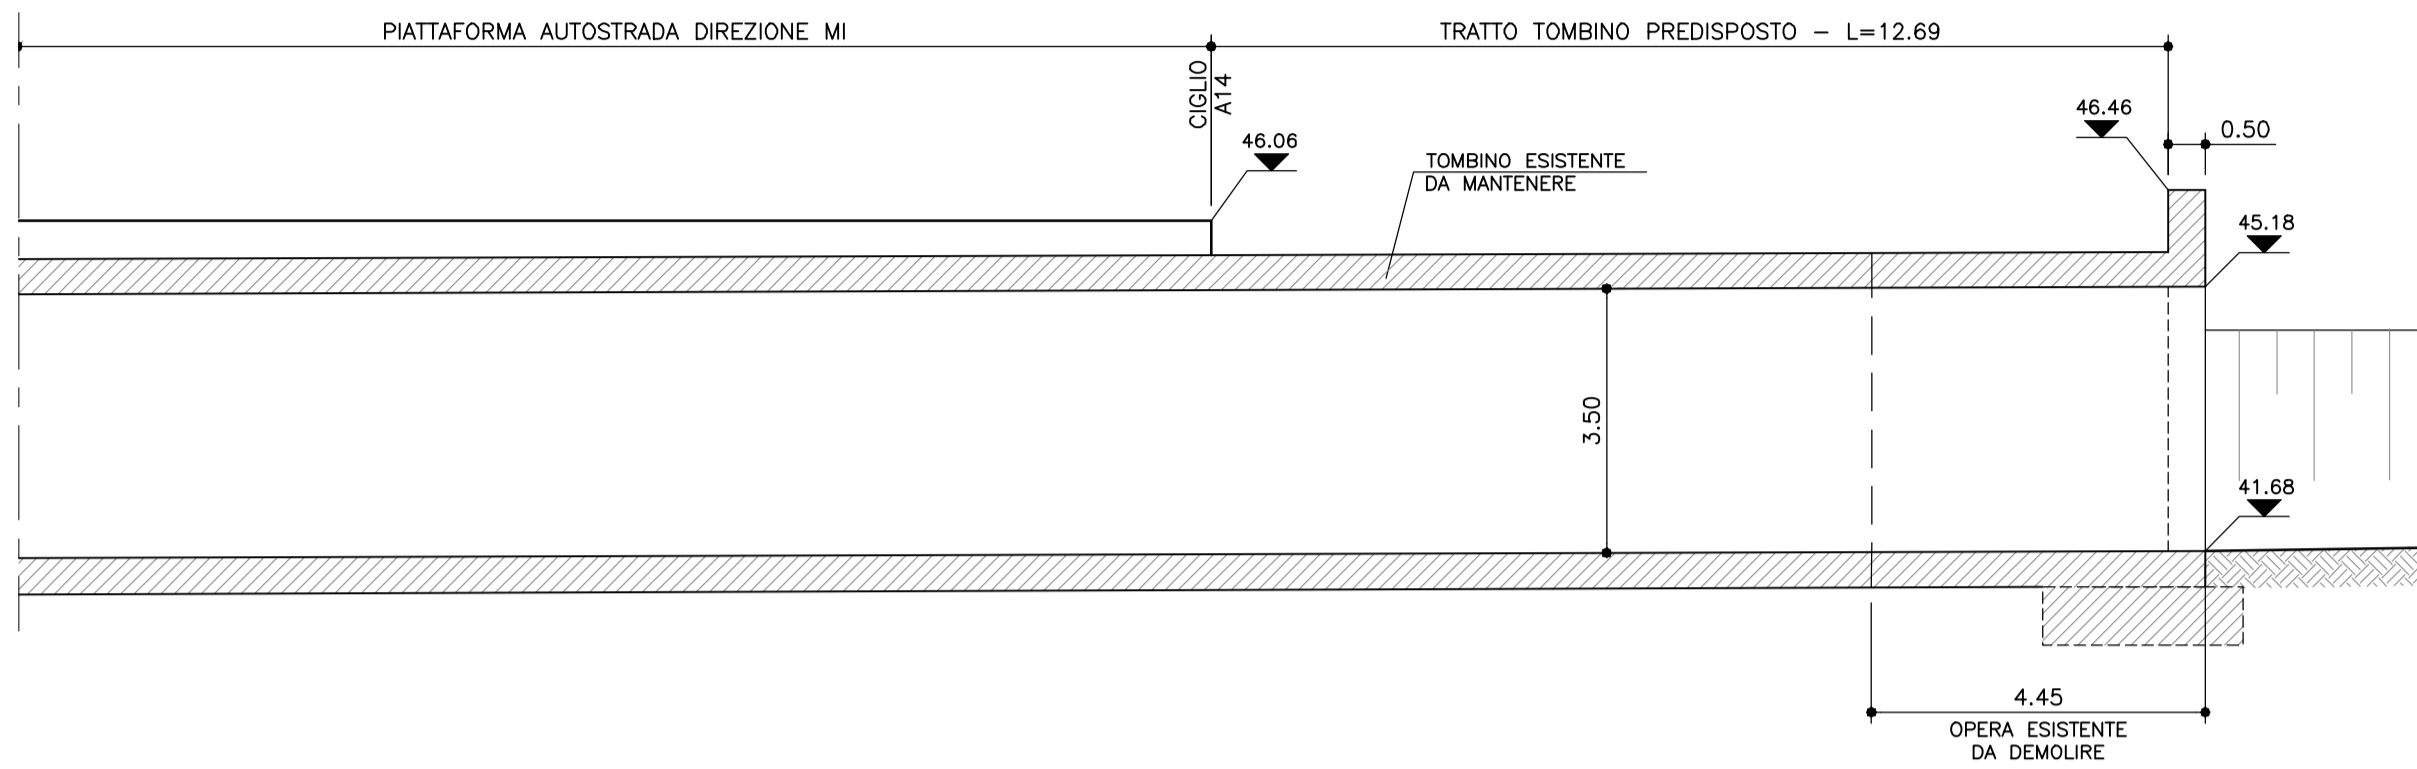 PIATTAFORMA AUTOSTRADA DIREZIONE MI
TRATTO TOMBINO PREDISPOSTO - L=12.69
CIGLIO
A14
46.06
46.46
0.50
TOMBINO ESISTENTE
DA MANTENERE
45.18
3.50
41.68
4.45
OPERA ESISTENTE
DA DEMOLIRE